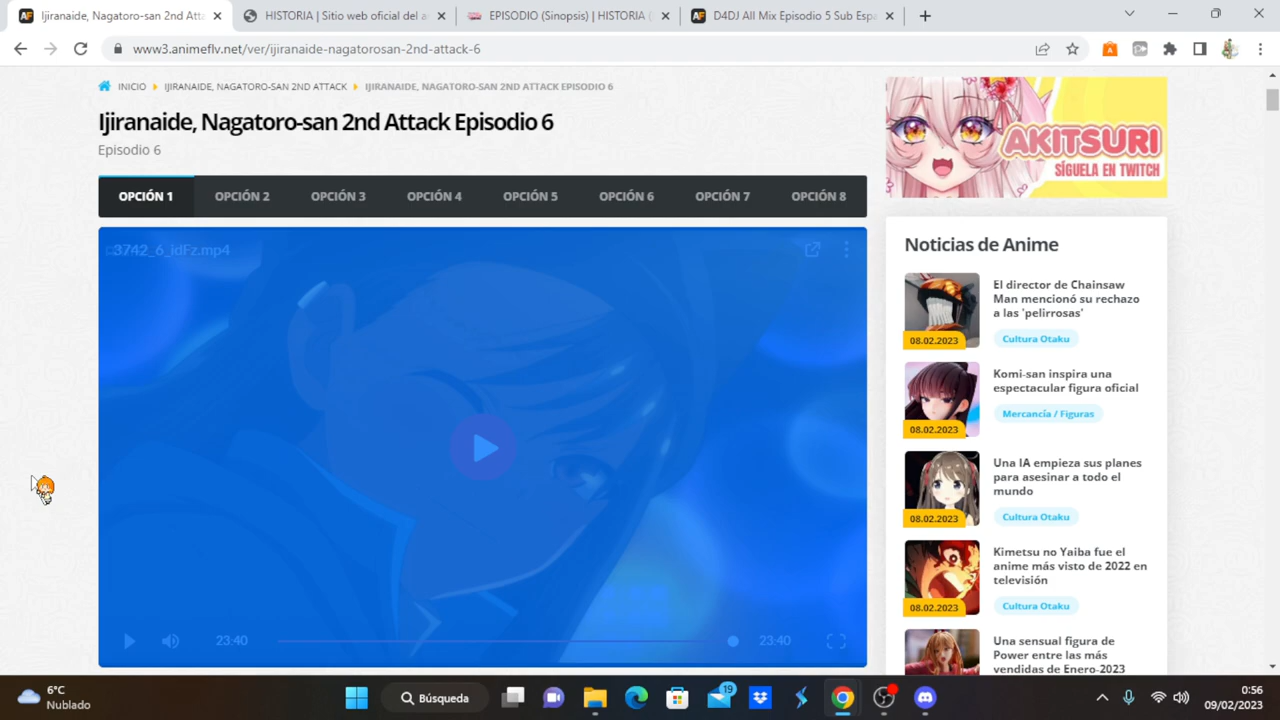 Ijiranaide, Nagatoro-san 2nd Atta
HISTORIA | Sitio web oficial del a
EPISODIO (Sinopsis) | HISTORIA (
D4DJ All Mix Episodio 5 Sub Espa
www3.animeflv.net/ver/ijiranaide-nagatorosan-2nd-attack-6
INICIO
IJIRANAIDE, NAGATORO-SAN 2ND ATTACK
IJIRANAIDE, NAGATORO-SAN 2ND ATTACK EPISODIO 6
Ijiranaide, Nagatoro-san 2nd Attack Episodio 6
Episodio 6
OPCIÓN 1
OPCIÓN 2
OPCIÓN 3
OPCIÓN 4
OPCIÓN 5
OPCIÓN 6
OPCIÓN 7
OPCIÓN 8
3742_6_idFz.mp4
23.40
23:40
AKITSURI
SÍGUELA EN TWITCH
Noticias de Anime
El director de Chainsaw
Man mencionó su rechazo
a las 'pelirrosas'
08.02.2023
Cultura Otaku
Komi-san inspira una
espectacular figura oficial
Mercancía / Figuras
08.02.2023
Una IA empieza sus planes
para asesinar a todo el
mundo
08.02.2023
Cultura Otaku
Kimetsu no Yaiba fue el
anime más visto de 2022 en
televisión
08.02.2023
Cultura Otaku
Una sensual figura de
Power entre las más
vendidas de Enero-2023
6°C
Nublado
Búsqueda
19
0:56
09/02/2023